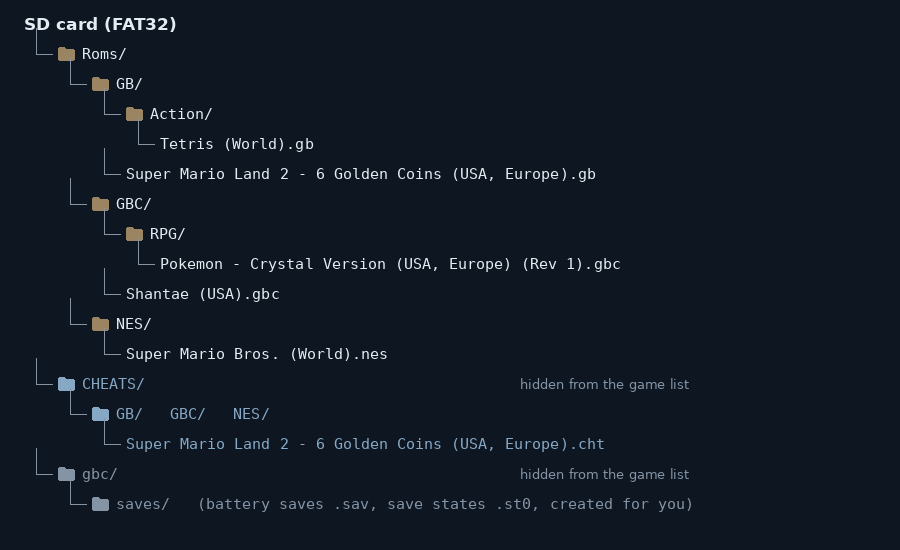 SD card (FAT32)
Roms/
GB/
Action/
Tetris (World).gb
Super Mario Land 2 - 6 Golden Coins (USA, Europe).gb
GBC/
RPG/
Pokemon - Crystal Version (USA, Europe) (Rev 1).gbc
Shantae (USA).gbc
NES/
Super Mario Bros. (World).nes
CHEATS/ hidden from the game list
GB/ GBC/ NES/
Super Mario Land 2 - 6 Golden Coins (USA, Europe).cht
gbc/ hidden from the game list
saves/ (battery saves .sav, save states .st0, created for you)